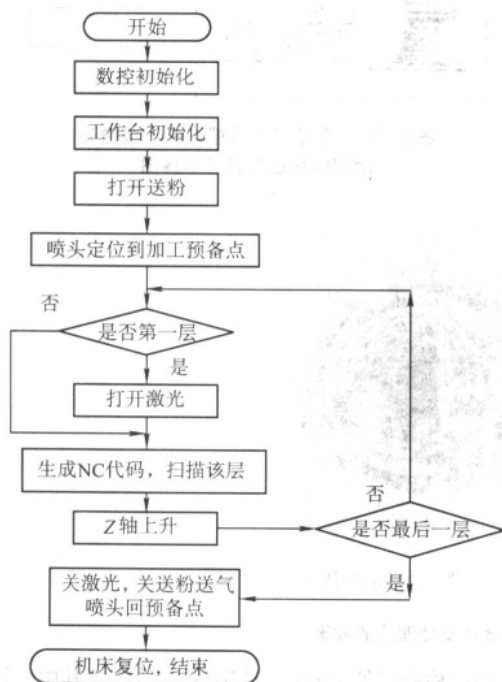 开始
数控初始化
工作台初始化
打开送粉
喷头定位到加工预备点
否
是否第一层
是
打开激光
生成NC代码，扫描该层
否
Z轴上升
是否最后一层
是
关激光，关送粉送气
喷头回预备点
机床复位，结束